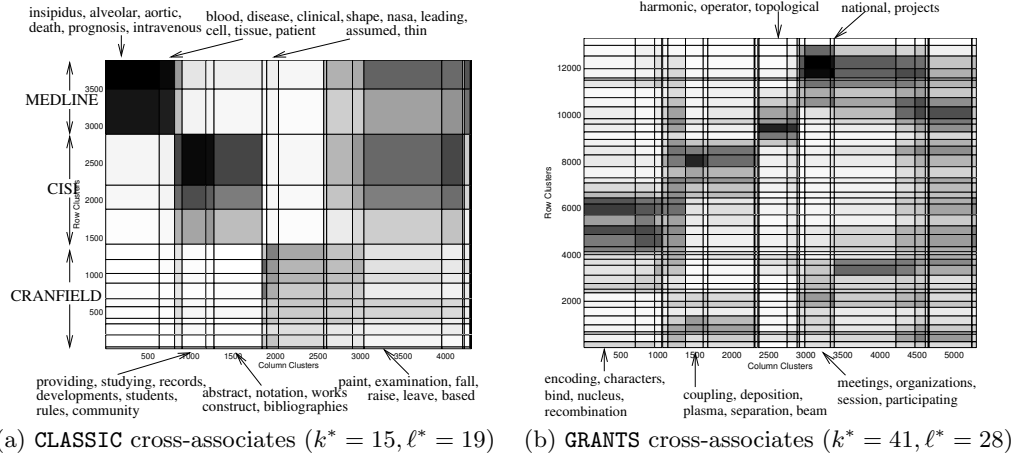 insipidus, alveolar, aortic,
death, prognosis, intravenous
blood, disease, clinical,
cell, tissue, patient
shape, nasa, leading,
assumed, thin
MEDLINE
CISI
CRANFIELD
Row Clusters
3500
3000
2500
2000
1500
1000
500
500 1000 1500 2000 2500 3000 3500 4000
Column Clusters
providing, studying, records,
developments, students,
rules, community
abstract, notation, works
construct, bibliographies
paint, examination, fall,
raise, leave, based
(a) CLASSIC cross-associates (k* = 15, ℓ* = 19)
harmonic, operator, topological
national, projects
Row Clusters
12000
10000
8000
6000
4000
2000
500 1000 1500 2000 2500 3000 3500 4000 4500 5000
Column Clusters
encoding, characters,
bind, nucleus,
recombination
coupling, deposition,
plasma, separation, beam
meetings, organizations,
session, participating
(b) GRANTS cross-associates (k* = 41, ℓ* = 28)